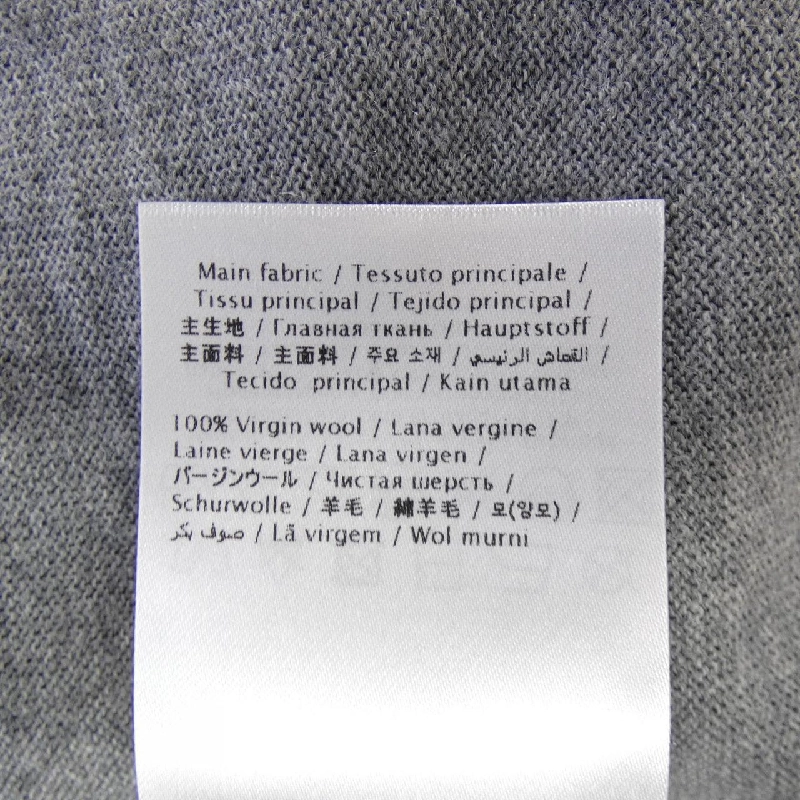 Main fabric / Tessuto principale /
Tissu principal / Tejido principal /
主生地 / Главная ткань / Hauptstoff /
主面料 / 主面料 / 주요 소재 / القماش الرئيسي /
Tecido principal / Kain utama
100% Virgin wool / Lana vergine /
Laine vierge / Lana virgen /
バージンウール / Чистая шерсть /
Schurwolle / 羊毛 / 綿羊毛 / 모(양모) /
صوف بكر / Lã virgem / Wol murni